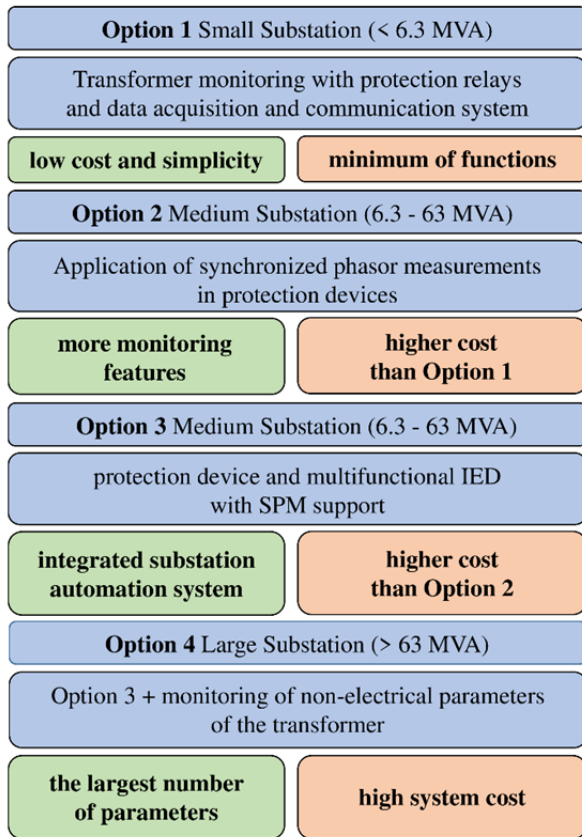 Option 1 Small Substation (< 6.3 MVA)
Transformer monitoring with protection relays
and data acquisition and communication system
low cost and simplicity
minimum of functions
Option 2 Medium Substation (6.3 - 63 MVA)
Application of synchronized phasor measurements
in protection devices
more monitoring
features
higher cost
than Option 1
Option 3 Medium Substation (6.3 - 63 MVA)
protection device and multifunctional IED
with SPM support
integrated substation
automation system
higher cost
than Option 2
Option 4 Large Substation (> 63 MVA)
Option 3 + monitoring of non-electrical parameters
of the transformer
the largest number
of parameters
high system cost